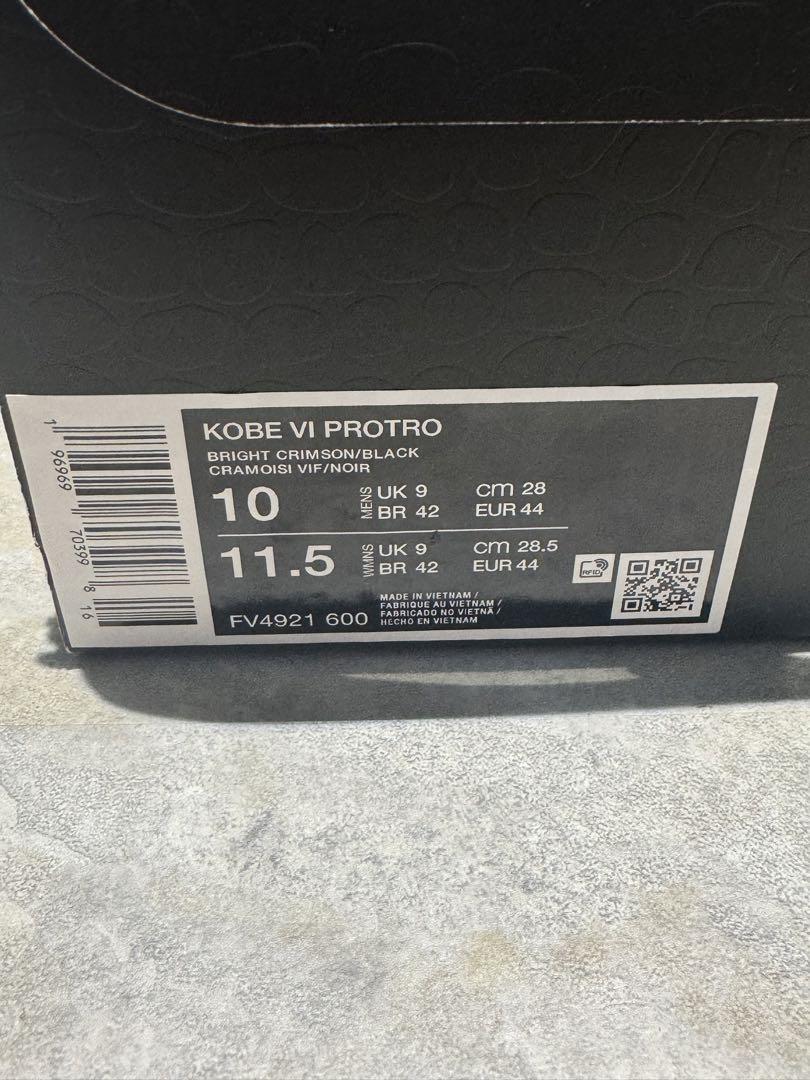 KOBE VI PROTRO
BRIGHT CRIMSON/BLACK
CRAMOISI VIF/NOIR
10 MENS UK 9 cm 28
BR 42 EUR 44
11.5 WMNS UK 9 cm 28.5
BR 42 EUR 44
RFID
FV4921 600
MADE IN VIETNAM /
FABRIQUE AU VIETNAM /
FABRICADO NO VIETNÃ /
HECHO EN VIETNAM
1 96969 70399 8 16